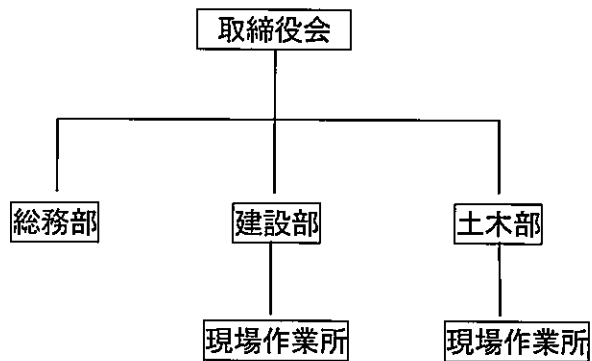 取締役会
総務部
建設部
土木部
現場作業所
現場作業所